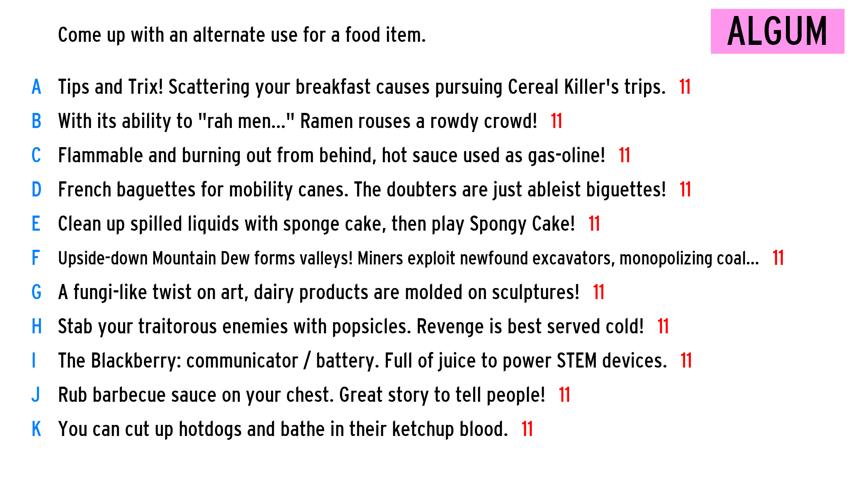 Come up with an alternate use for a food item.
ALGUM
A Tips and Trix! Scattering your breakfast causes pursuing Cereal Killer's trips. 11
B With its ability to "rah men..." Ramen rouses a rowdy crowd! 11
C Flammable and burning out from behind, hot sauce used as gas-oline! 11
D French baguettes for mobility canes. The doubters are just ableist biguettes! 11
E Clean up spilled liquids with sponge cake, then play Spongy Cake! 11
F Upside-down Mountain Dew forms valleys! Miners exploit newfound excavators, monopolizing coal... 11
G A fungi-like twist on art, dairy products are molded on sculptures! 11
H Stab your traitorous enemies with popsicles. Revenge is best served cold! 11
I The Blackberry: communicator / battery. Full of juice to power STEM devices. 11
J Rub barbecue sauce on your chest. Great story to tell people! 11
K You can cut up hotdogs and bathe in their ketchup blood. 11